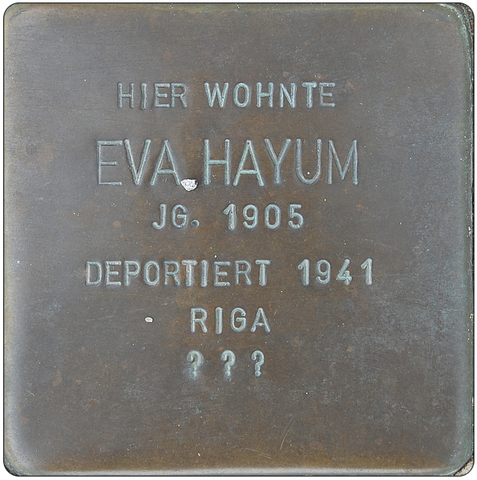 HIER WOHNTE
EVA HAYUM
JG. 1905
DEPORTIERT 1941
RIGA
???